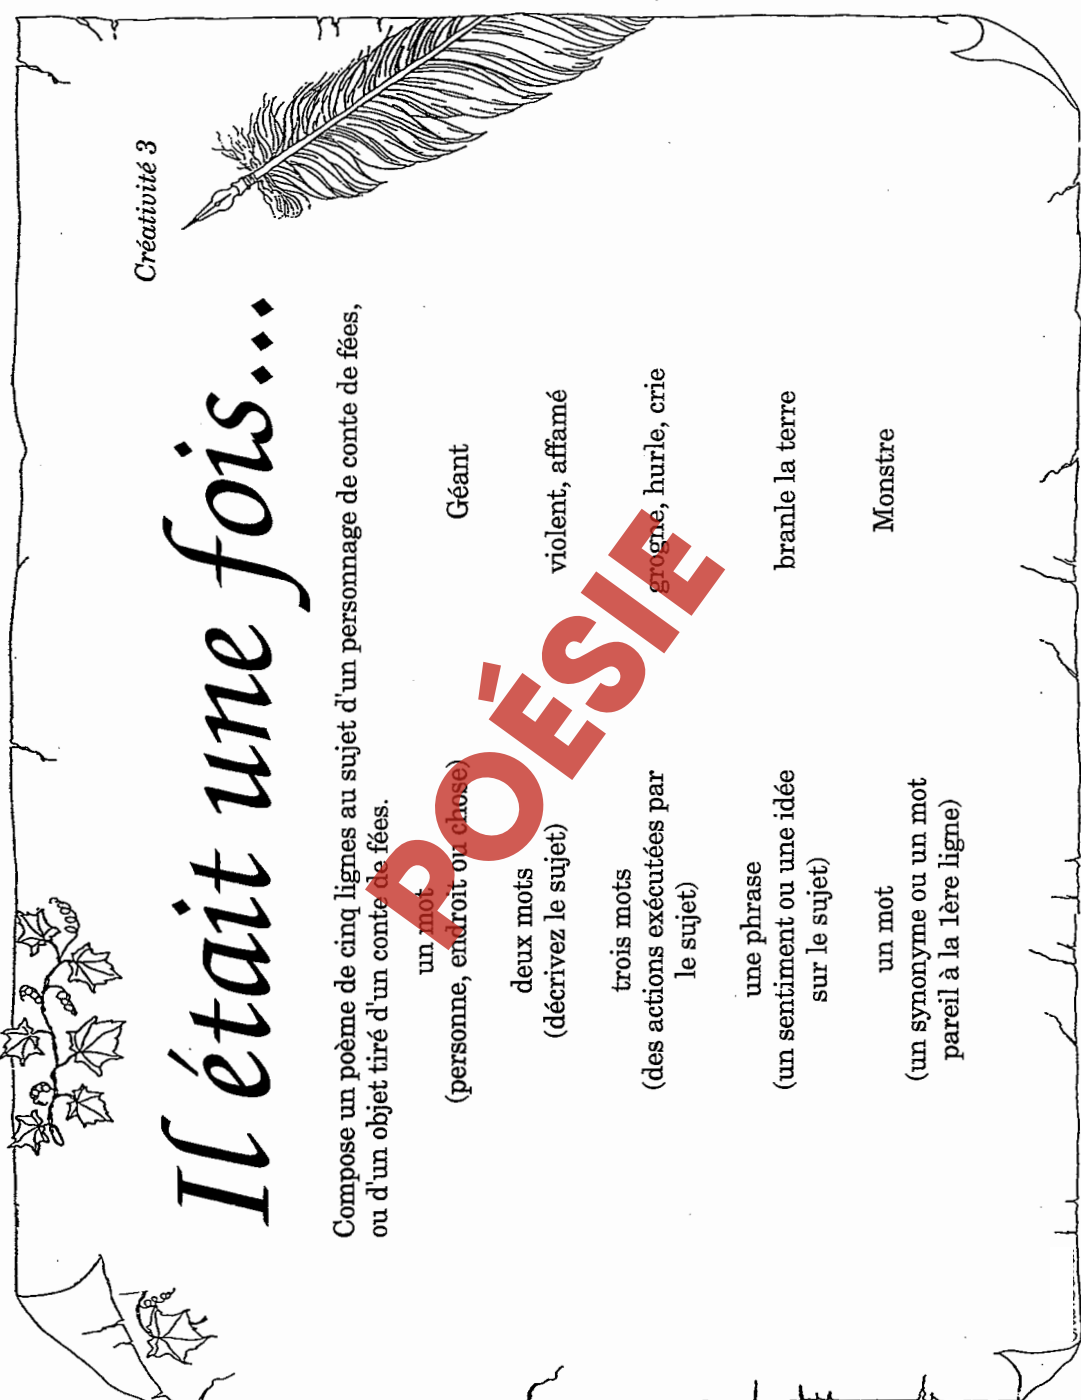 Créativité 3
Il était une fois...
Compose un poème de cinq lignes au sujet d'un personnage de conte de fées,
ou d'un objet tiré d'un conte de fées.
un mot
(personne, endroit ou chose)
Géant
deux mots
(décrivez le sujet)
violent, affamé
trois mots
(des actions exécutées par
le sujet)
grogne, hurle, crie
une phrase
(un sentiment ou une idée
sur le sujet)
branle la terre
un mot
(un synonyme ou un mot
pareil à la 1ère ligne)
Monstre
POÈSIE